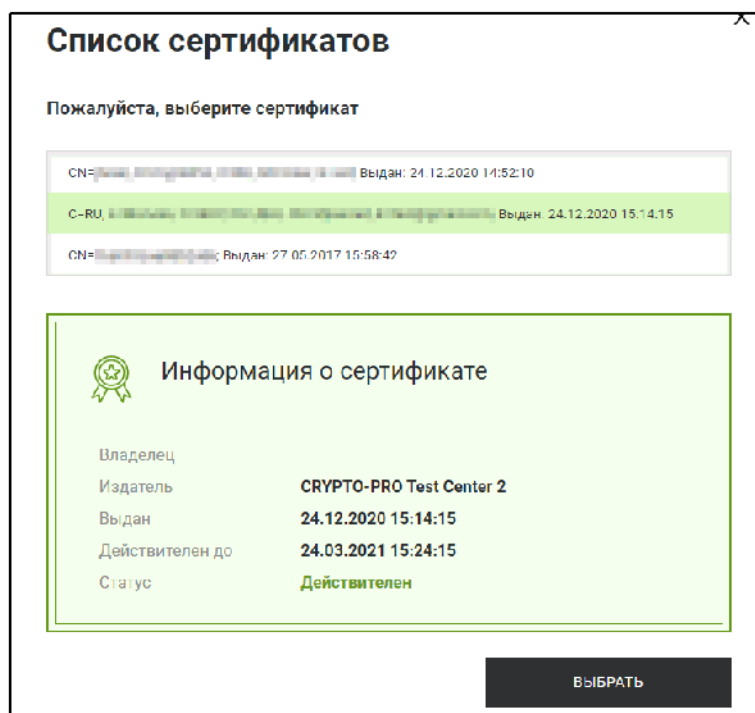 Список сертификатов
Пожалуйста, выберите сертификат
CN= Выдан: 24.12.2020 14:52:10
C=RU, Выдан: 24.12.2020 15:14:15
CN= ; Выдан: 27.05.2017 15:58:42
Информация о сертификате
Владелец
Издатель CRYPTO-PRO Test Center 2
Выдан 24.12.2020 15:14:15
Действителен до 24.03.2021 15:24:15
Статус Действителен
ВЫБРАТЬ